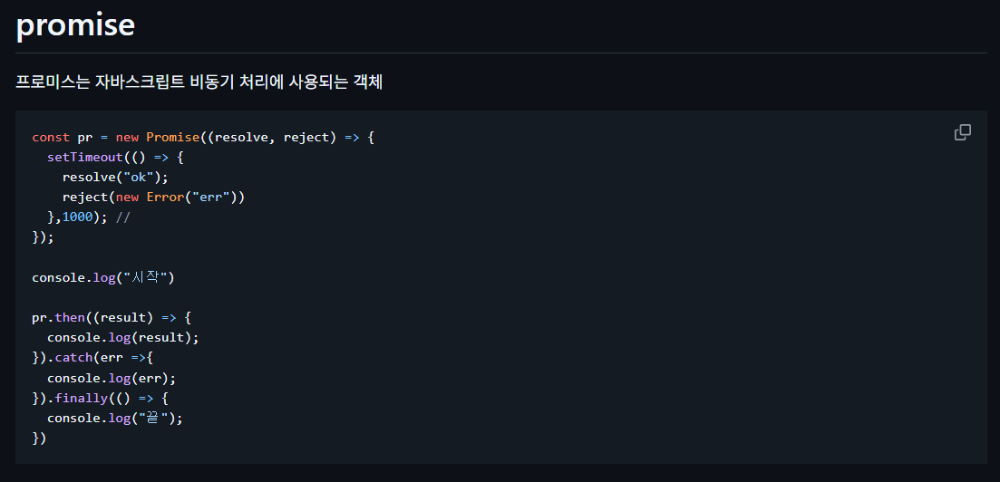 promise
프로미스는 자바스크립트 비동기 처리에 사용되는 객체
const pr = new Promise((resolve, reject) => {
  setTimeout(() => {
    resolve("ok");
    reject(new Error("err"))
  },1000); //
});
console.log("시작")
pr.then((result) => {
  console.log(result);
}).catch(err =>{
  console.log(err);
}).finally(() => {
  console.log("끝");
})